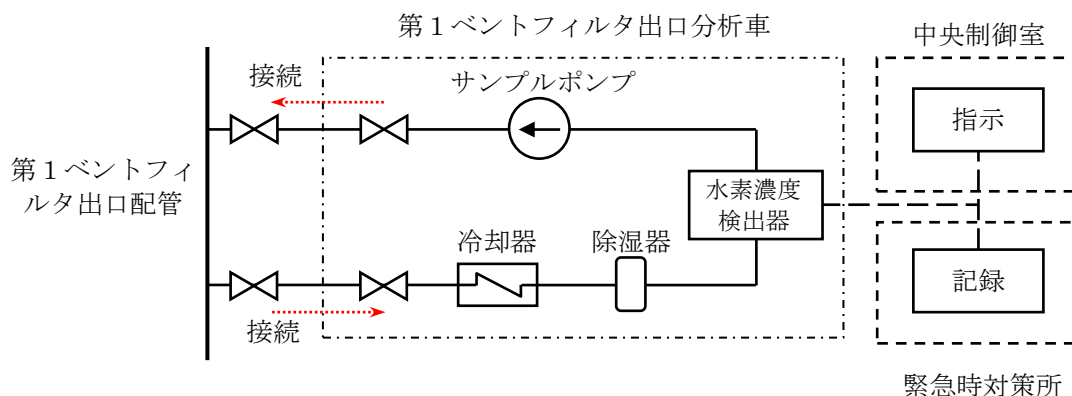 第１ベントフィルタ出口分析車
中央制御室
接続
サンプルポンプ
指示
第１ベントフィ
ルタ出口配管
水素濃度
検出器
冷却器
除湿器
記録
接続
緊急時対策所